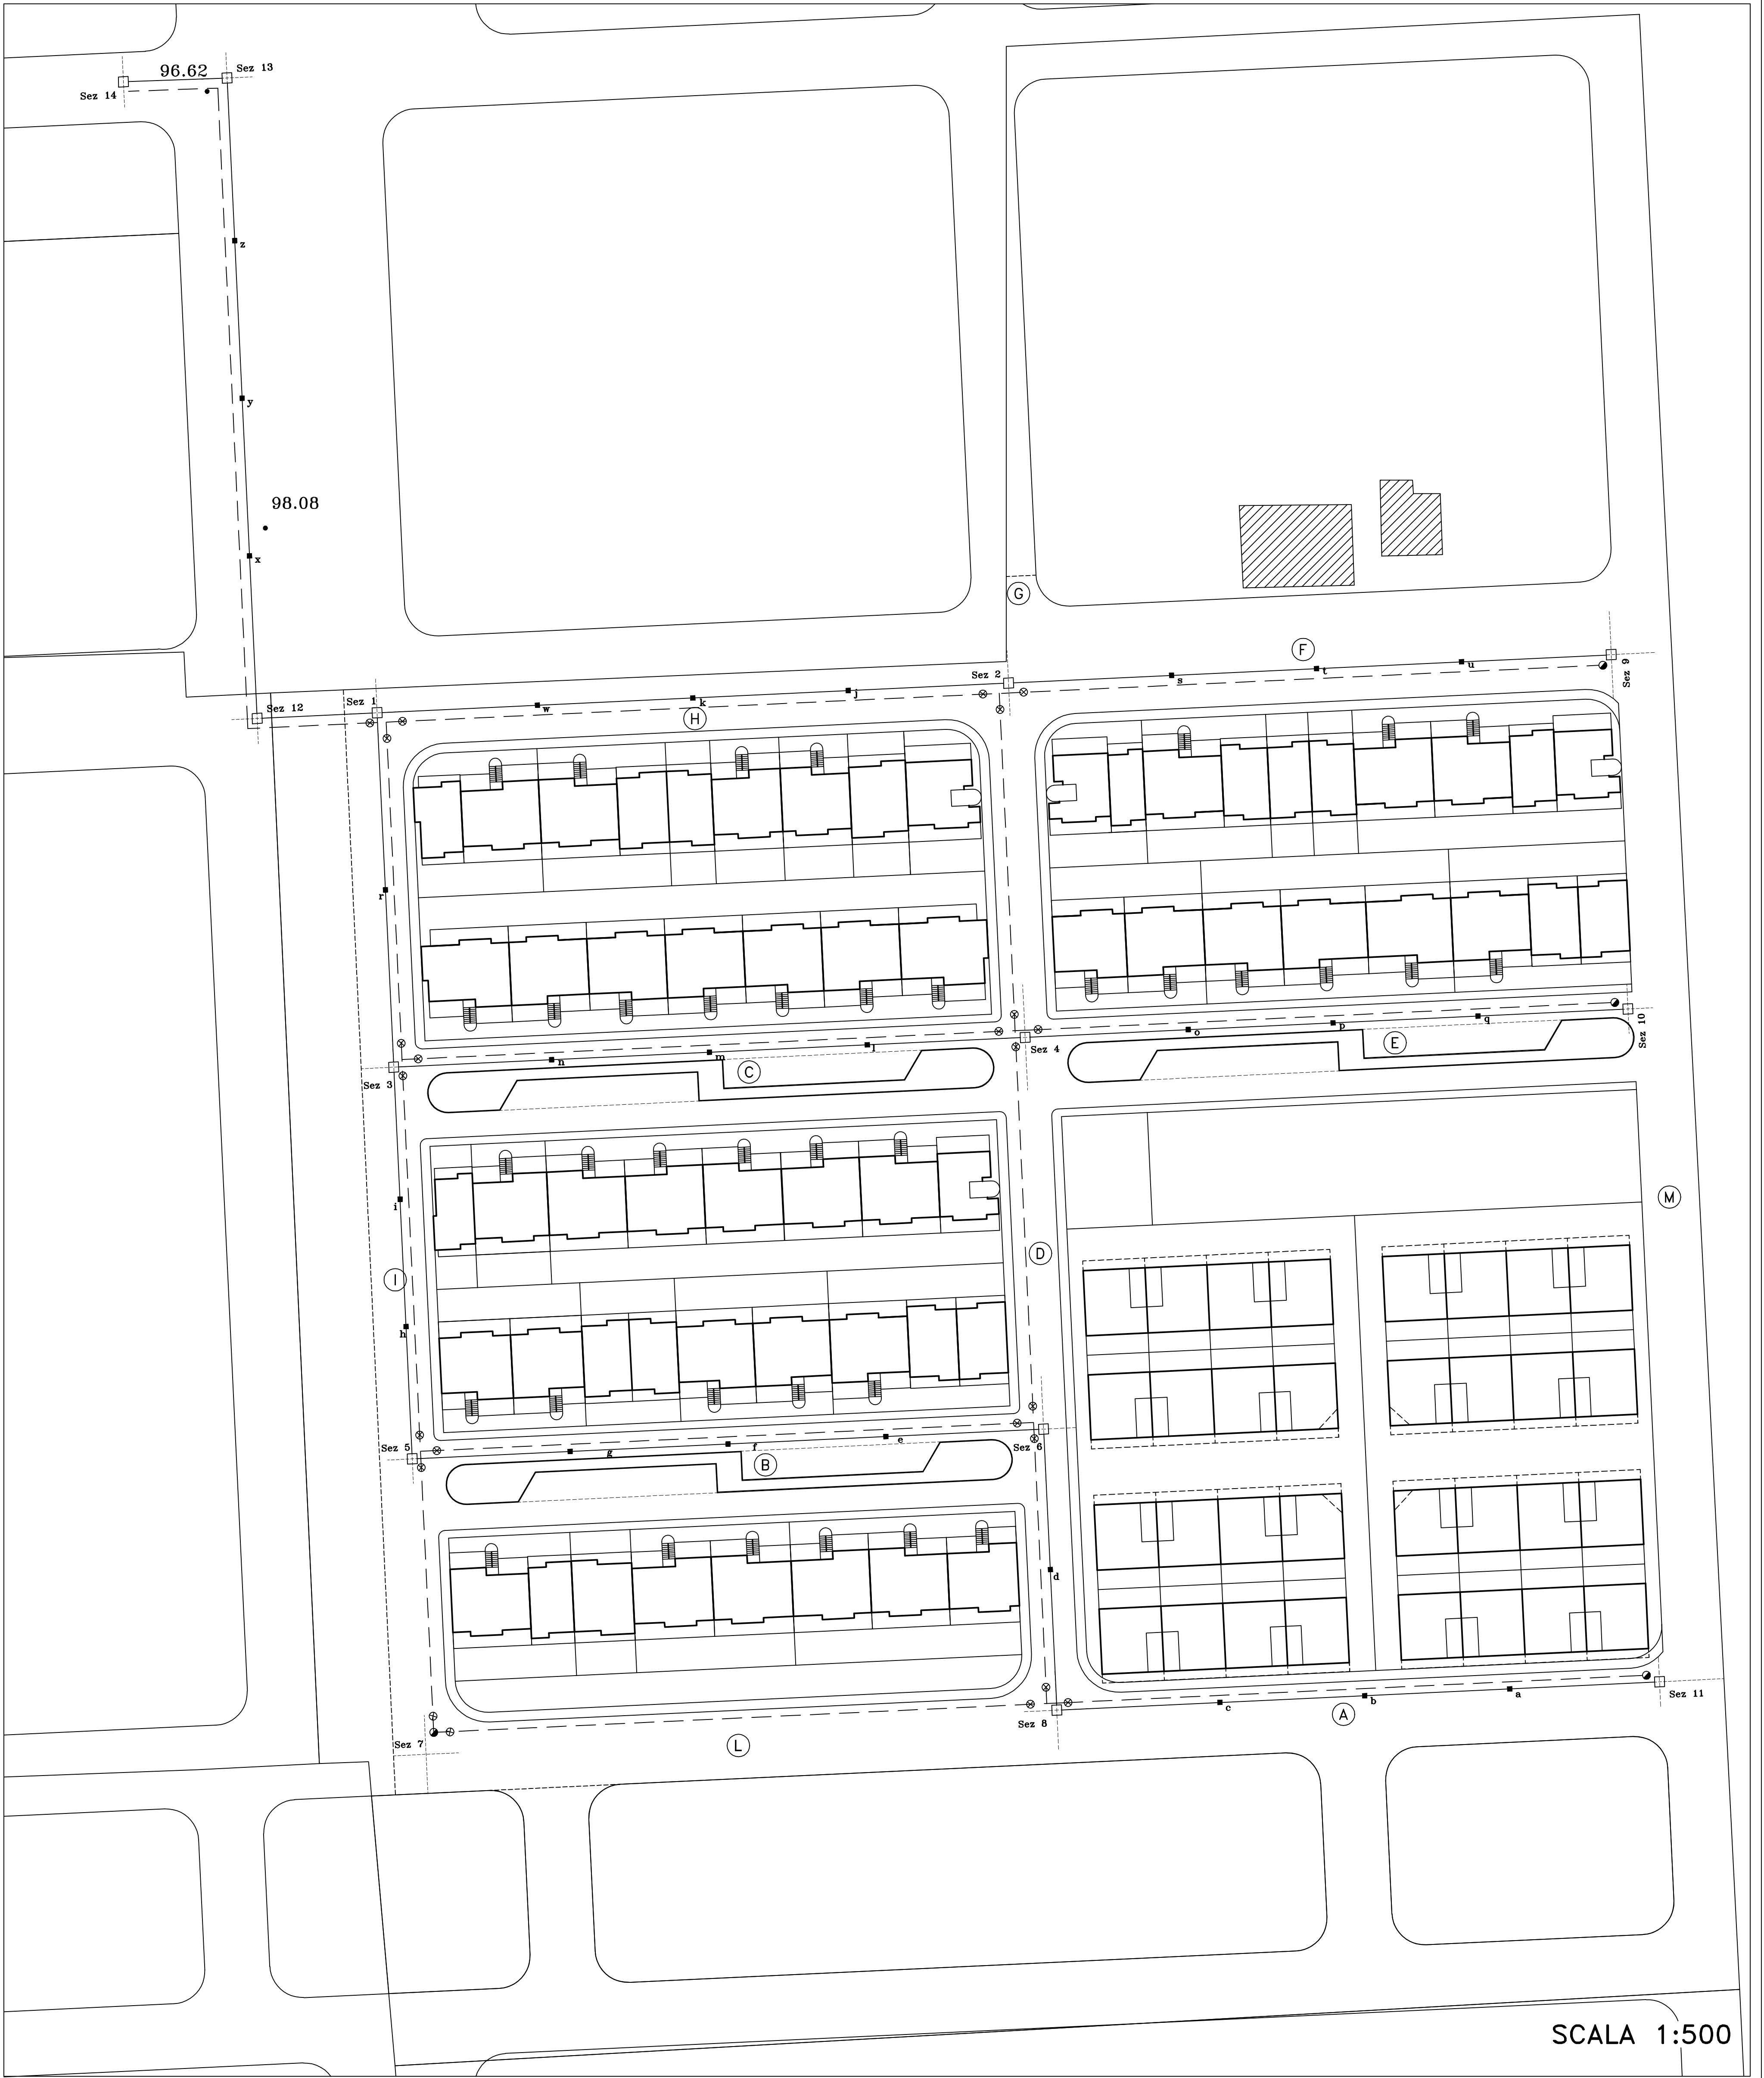 96.62
Sez 13
Sez 14
z
y
98.08
x
G
F
u
t
s
Sez 9
Sez 2
Sez 1
Sez 12
j
k
w
H
r
Sez 10
q
p
o
E
Sez 4
l
m
n
C
Sez 3
M
i
D
I
h
Sez 5
g
f
e
Sez 6
B
d
Sez 11
a
b
c
A
Sez 8
Sez 7
L
SCALA 1:500